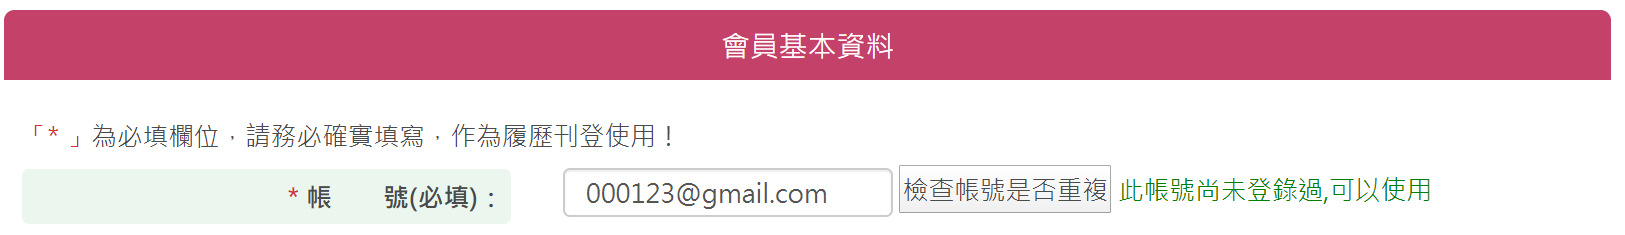 會員基本資料
「*」為必填欄位，請務必確實填寫，作為履歷刊登使用！
* 帳　　號(必填)： 000123@gmail.com 檢查帳號是否重複 此帳號尚未登錄過,可以使用